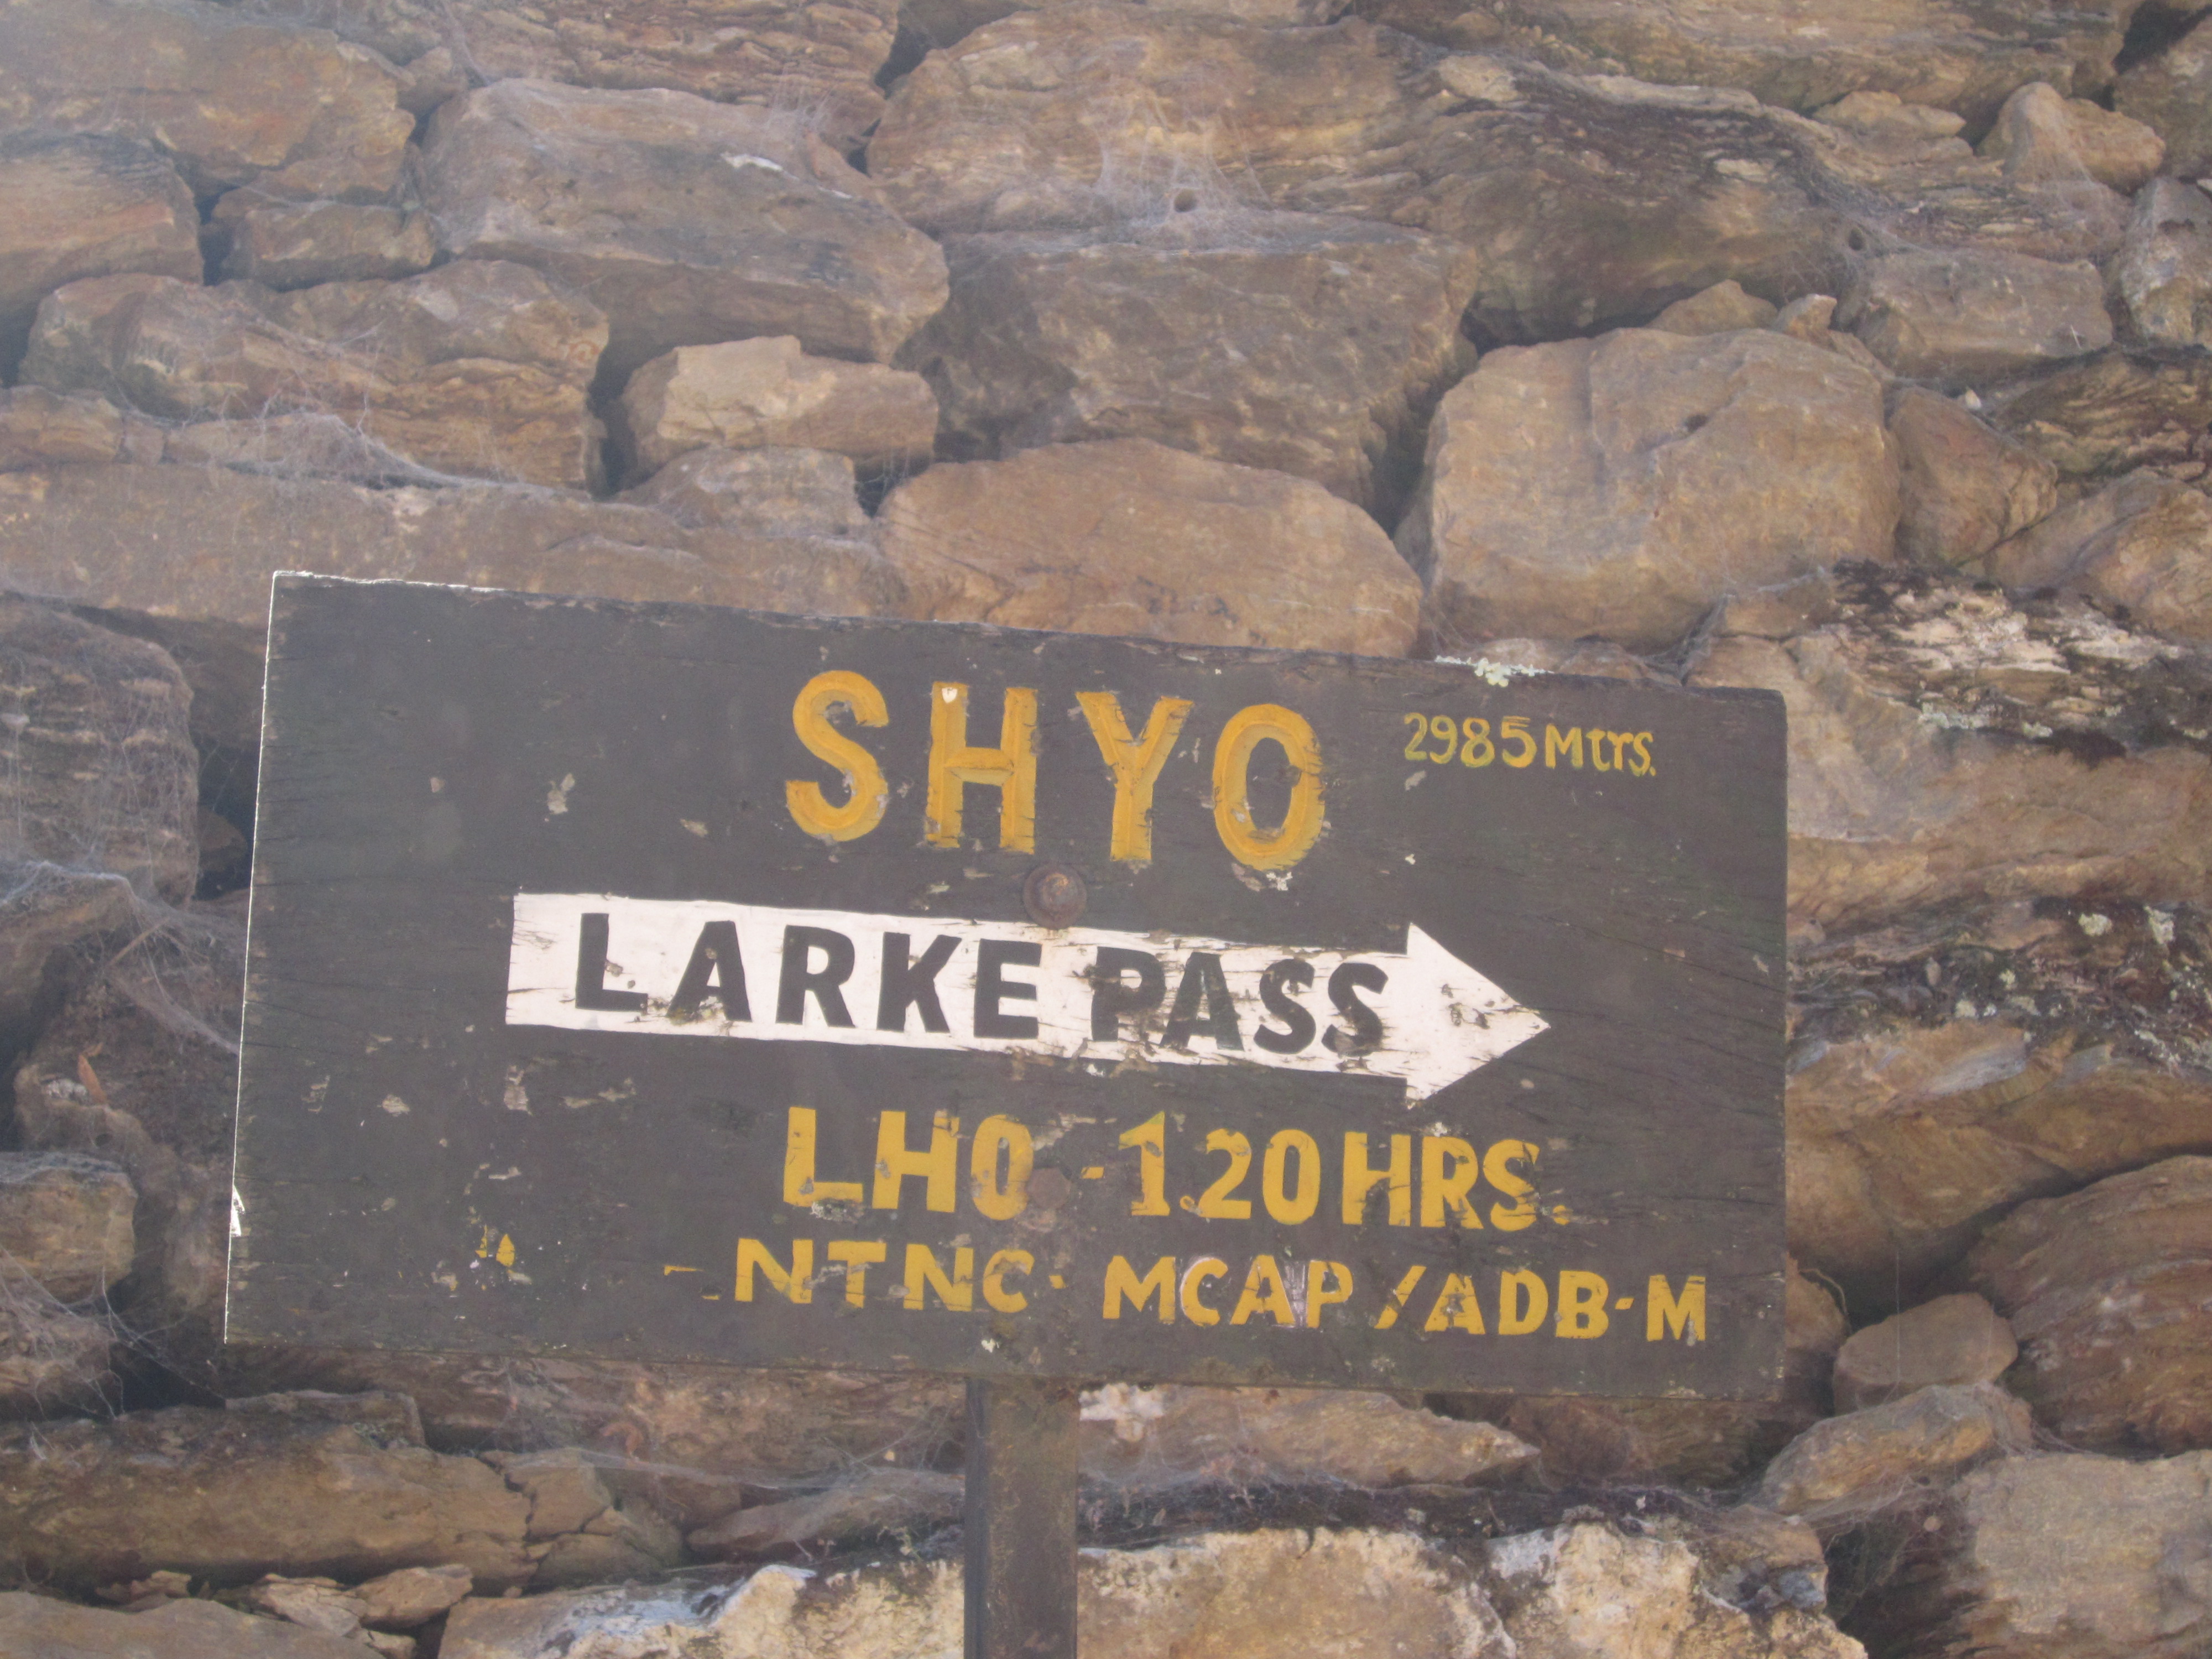 SHYO 2985 Mtrs.
LARKE PASS
LHO - 1.20 HRS.
- NTNC. MCAP/ADB-M